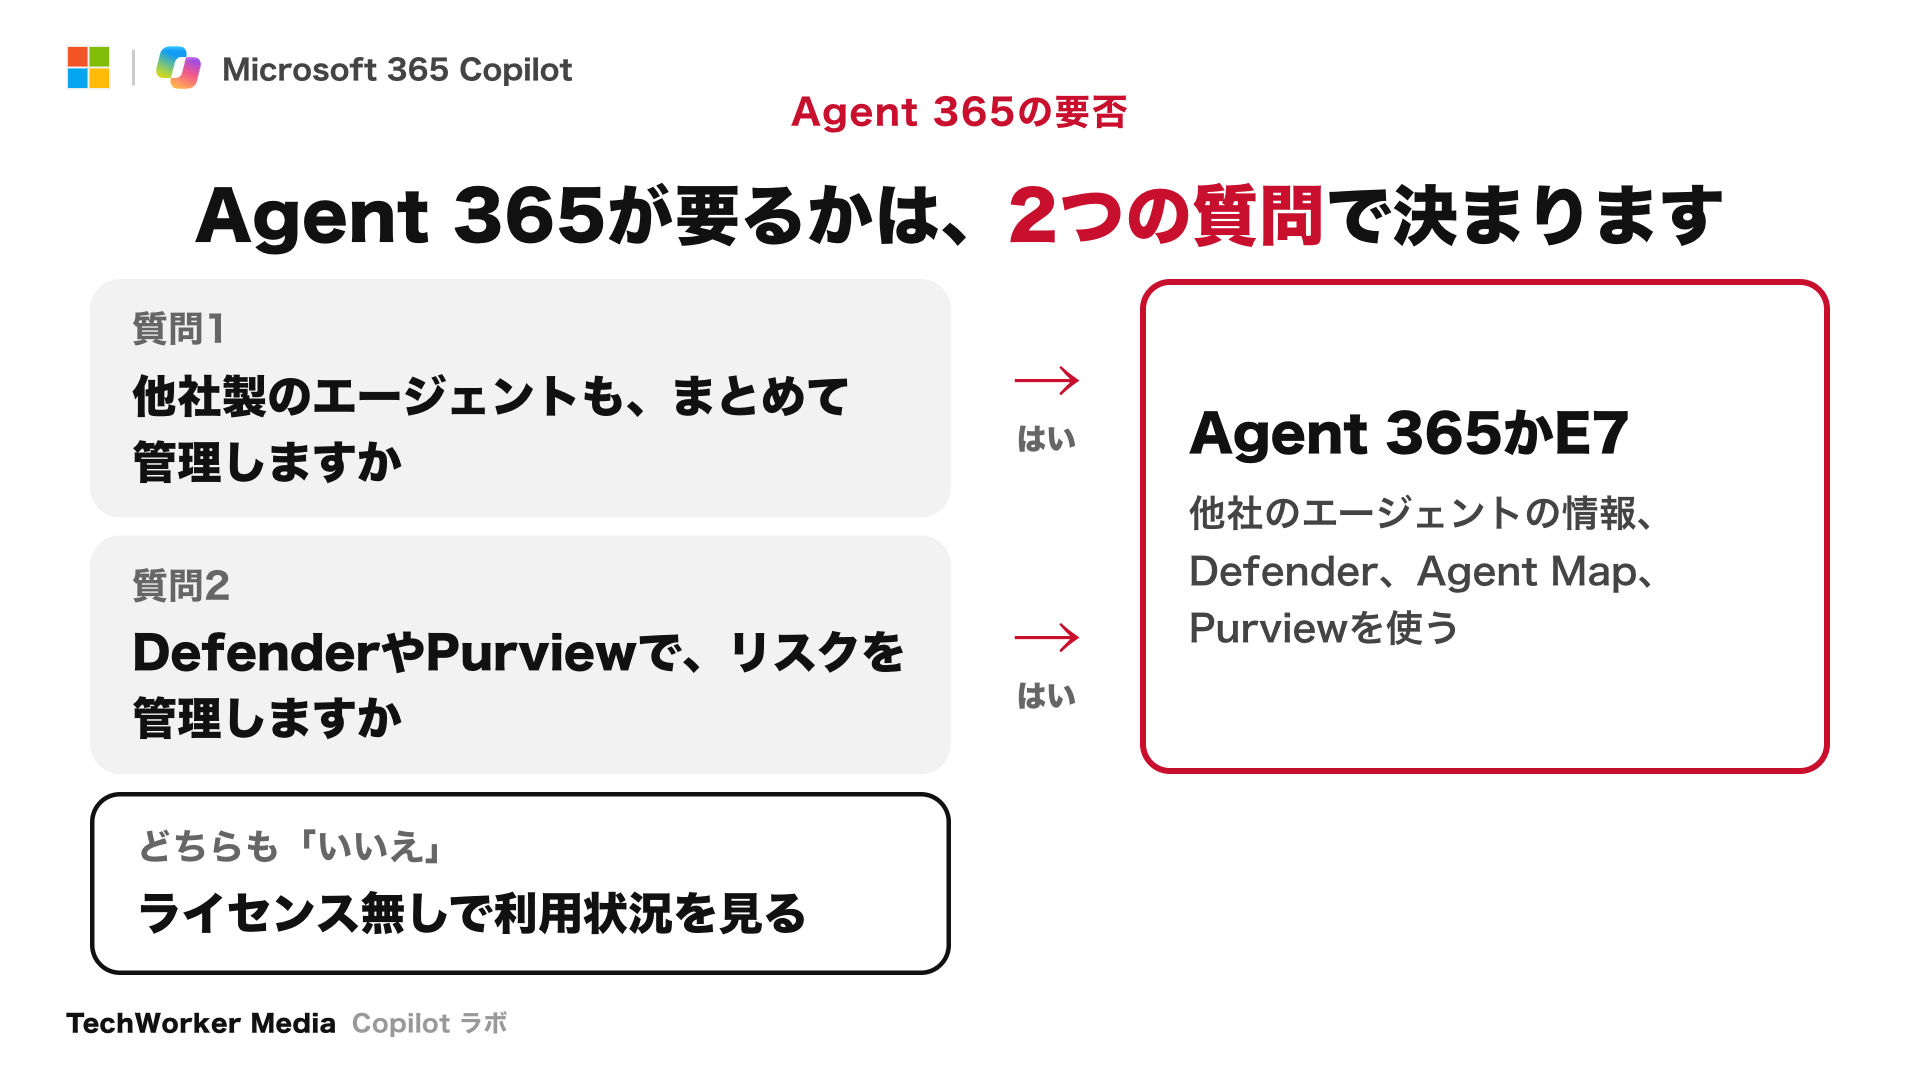 Microsoft 365 Copilot
Agent 365の要否
Agent 365が要るかは、2つの質問で決まります
質問1
他社製のエージェントも、まとめて
管理しますか
→
はい
質問2
DefenderやPurviewで、リスクを
管理しますか
→
はい
Agent 365かE7
他社のエージェントの情報、
Defender、Agent Map、
Purviewを使う
どちらも「いいえ」
ライセンス無しで利用状況を見る
TechWorker Media Copilot ラボ